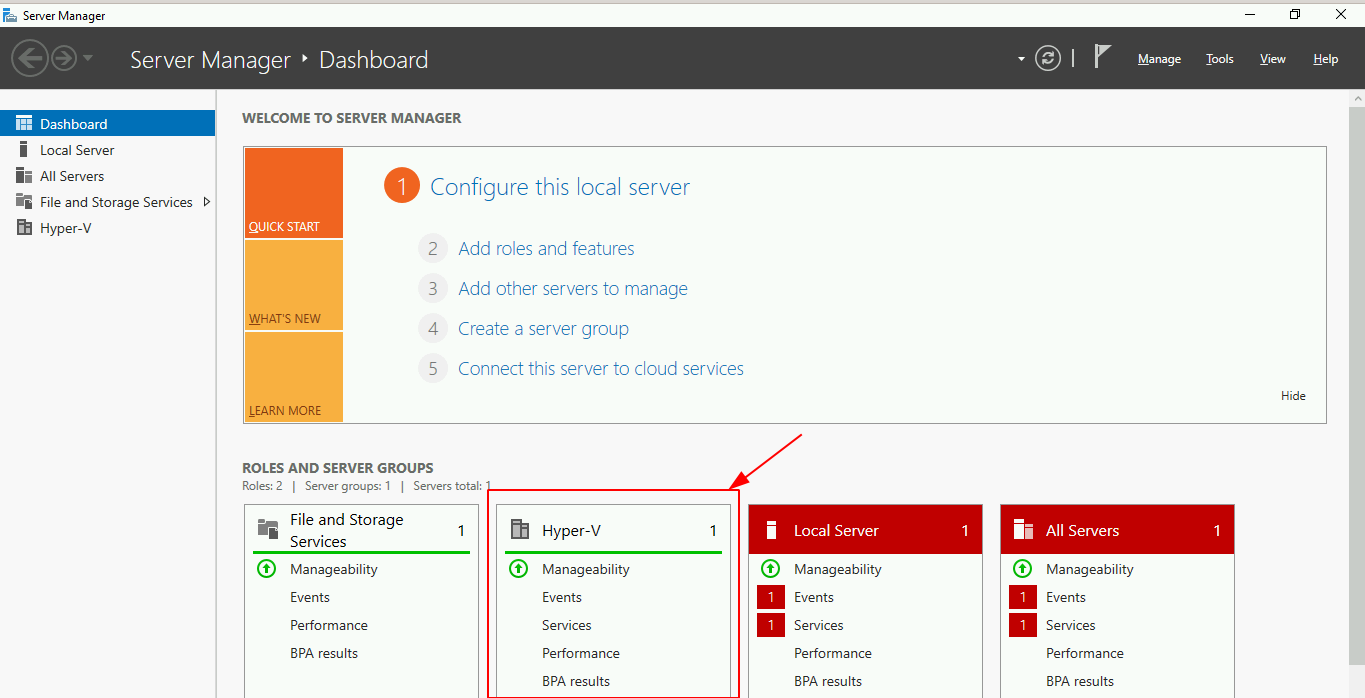 Server Manager
Server Manager ‣ Dashboard
Manage Tools View Help
Dashboard
Local Server
All Servers
File and Storage Services
Hyper-V
WELCOME TO SERVER MANAGER
QUICK START
WHAT'S NEW
LEARN MORE
1 Configure this local server
2 Add roles and features
3 Add other servers to manage
4 Create a server group
5 Connect this server to cloud services
Hide
ROLES AND SERVER GROUPS
Roles: 2 | Server groups: 1 | Servers total: 1
File and Storage
Services 1
Manageability
Events
Performance
BPA results
Hyper-V 1
Manageability
Events
Services
Performance
BPA results
Local Server 1
Manageability
1 Events
1 Services
Performance
BPA results
All Servers 1
Manageability
1 Events
1 Services
Performance
BPA results